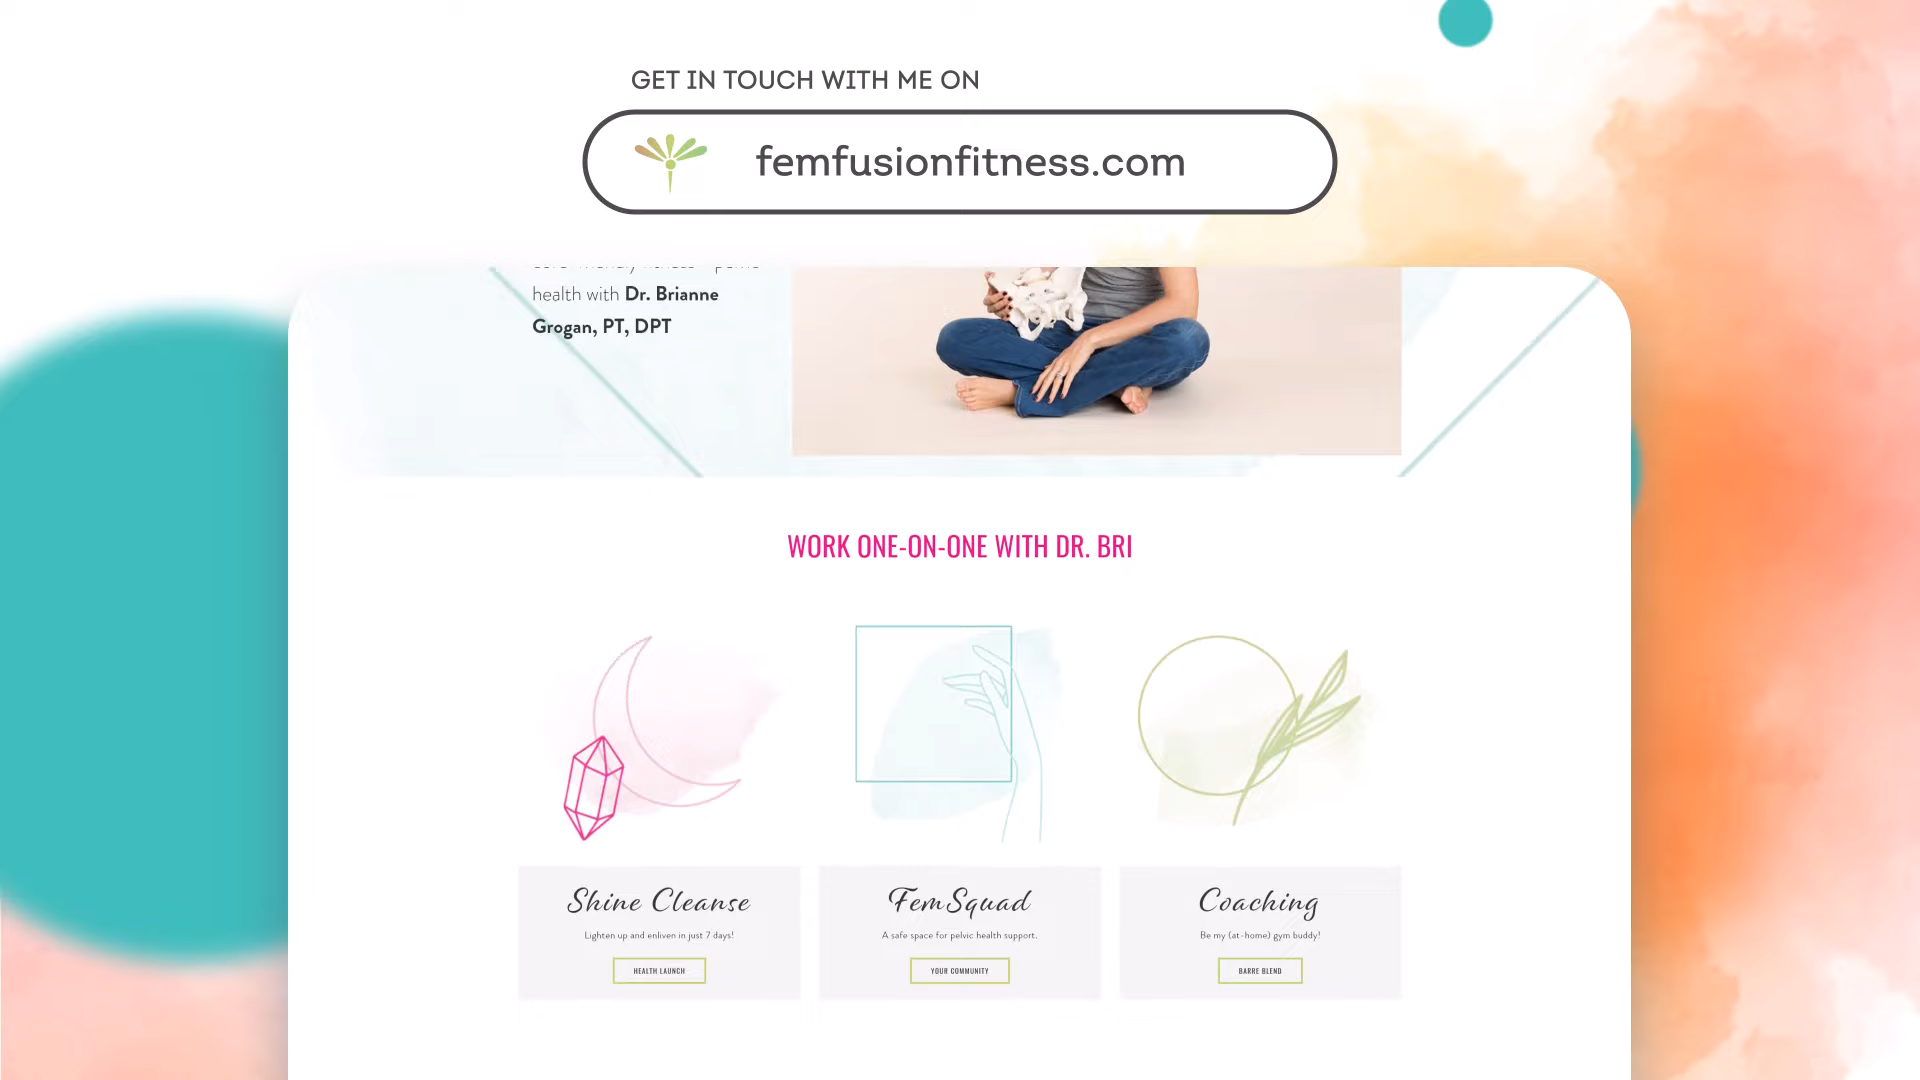 GET IN TOUCH WITH ME ON
femfusionfitness.com
health with Dr. Brianne
Grogan, PT, DPT
WORK ONE-ON-ONE WITH DR. BRI
Shine Cleanse
Lighten up and enliven in just 7 days!
HEALTH LAUNCH
FemSquad
A safe space for pelvic health support.
YOUR COMMUNITY
Coaching
Be my (at-home) gym buddy!
BARRE BLEND